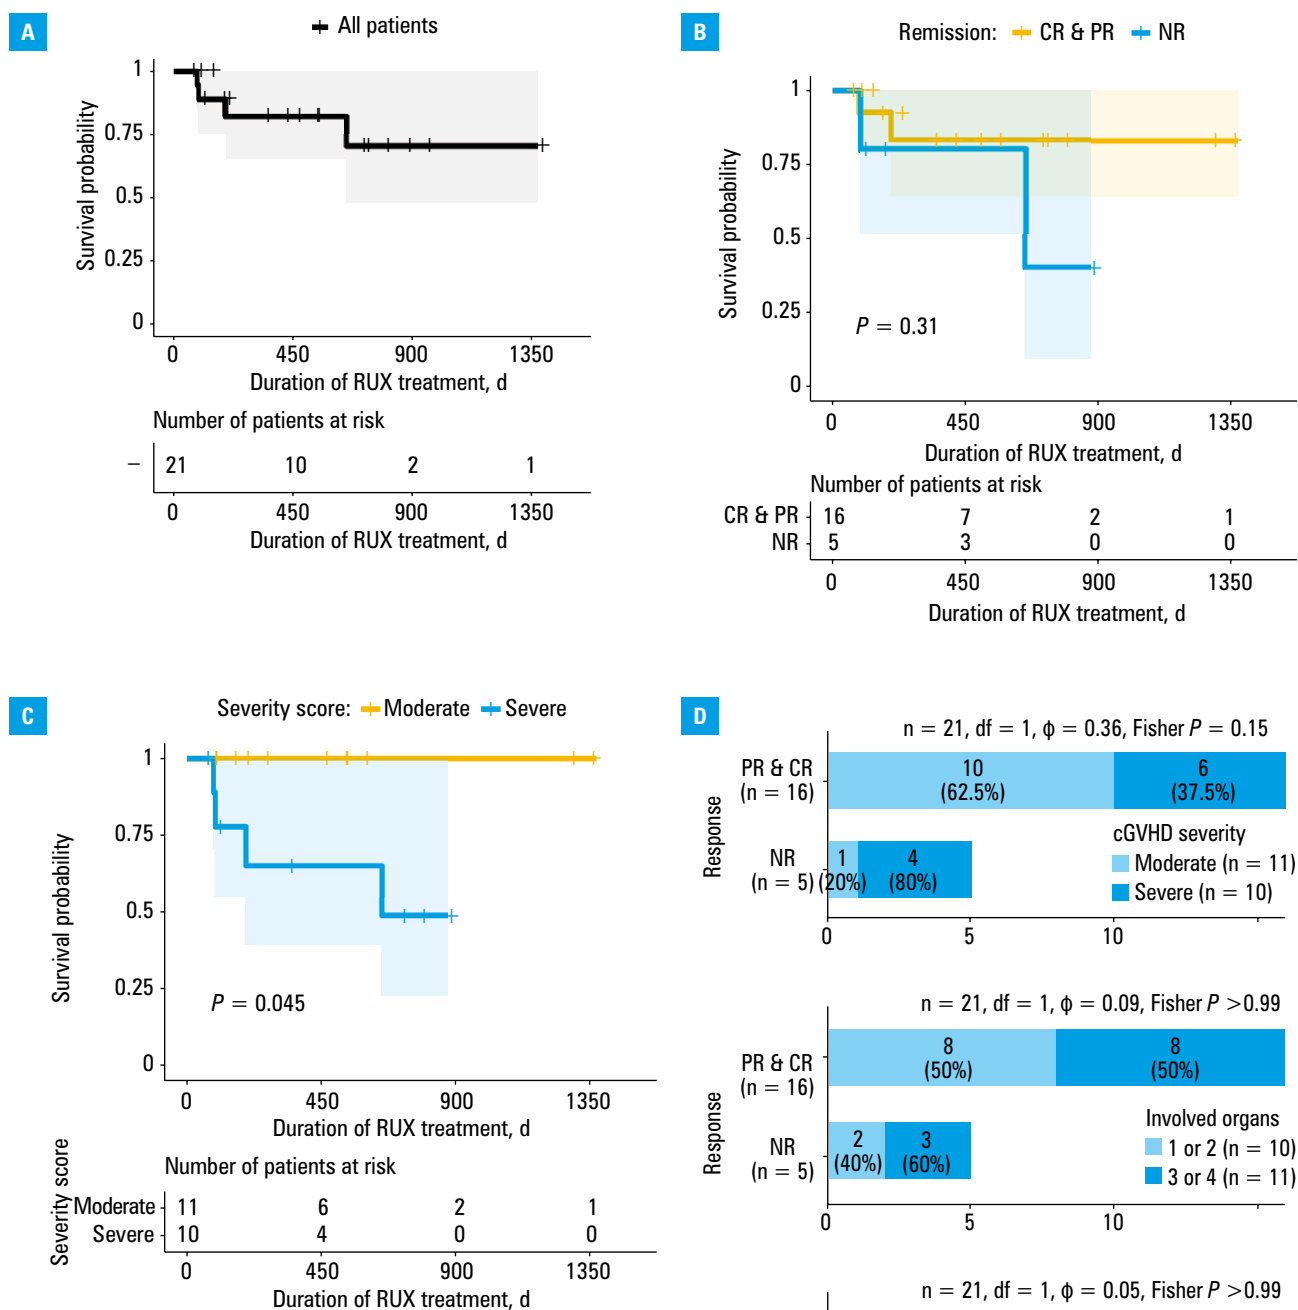 A
All patients
1
0.75
0.5
0.25
0
Survival probability
0 450 900 1350
Duration of RUX treatment, d
Number of patients at risk
– 21 10 2 1
0 450 900 1350
Duration of RUX treatment, d
B
Remission: CR & PR NR
1
0.75
0.5
0.25
0
Survival probability
P = 0.31
0 450 900 1350
Duration of RUX treatment, d
Number of patients at risk
CR & PR 16 7 2 1
NR 5 3 0 0
0 450 900 1350
Duration of RUX treatment, d
C
Severity score: Moderate Severe
1
0.75
0.5
0.25
0
Survival probability
P = 0.045
0 450 900 1350
Duration of RUX treatment, d
Number of patients at risk
Severity score
Moderate 11 6 2 1
Severe 10 4 0 0
0 450 900 1350
Duration of RUX treatment, d
D
n = 21, df = 1, ϕ = 0.36, Fisher P = 0.15
Response
PR & CR
(n = 16)
10
(62.5%)
6
(37.5%)
NR
(n = 5)
1
(20%)
4
(80%)
cGVHD severity
Moderate (n = 11)
Severe (n = 10)
0 5 10
n = 21, df = 1, ϕ = 0.09, Fisher P >0.99
Response
PR & CR
(n = 16)
8
(50%)
8
(50%)
NR
(n = 5)
2
(40%)
3
(60%)
Involved organs
1 or 2 (n = 10)
3 or 4 (n = 11)
0 5 10
n = 21, df = 1, ϕ = 0.05, Fisher P >0.99